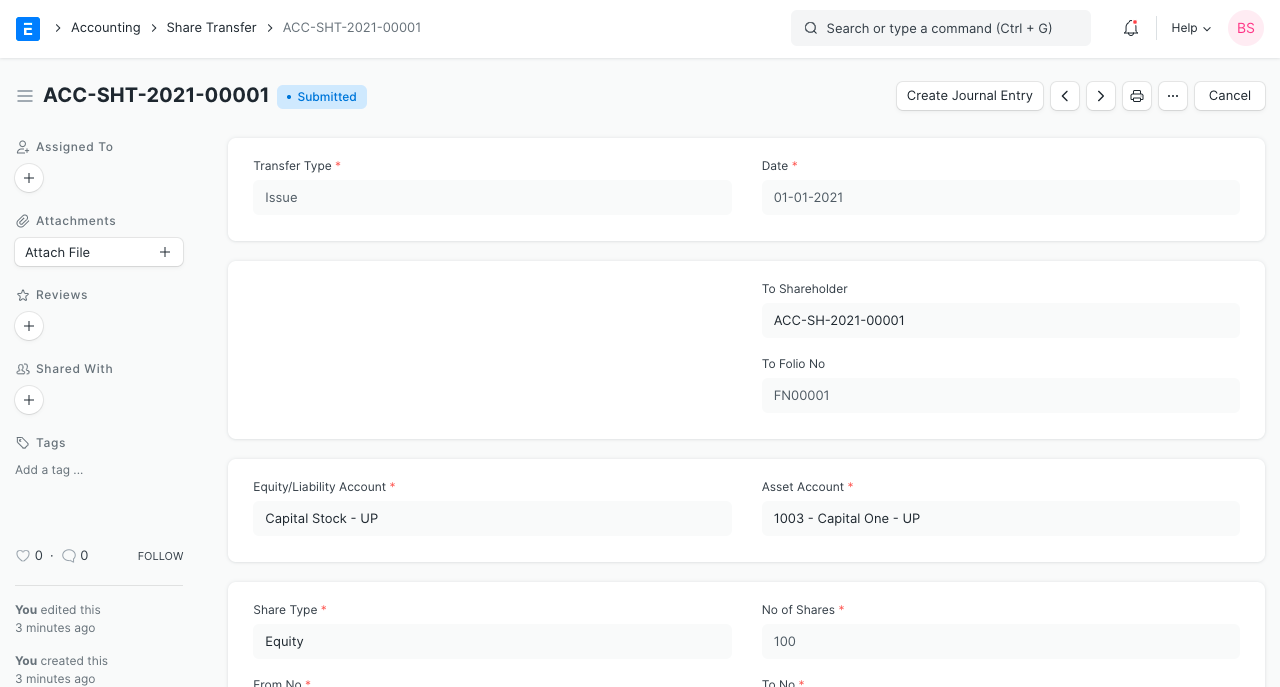 E > Accounting > Share Transfer > ACC-SHT-2021-00001 Search or type a command (Ctrl + G) Help BS
ACC-SHT-2021-00001 • Submitted Create Journal Entry ... Cancel
Assigned To
Attachments
Attach File
Reviews
Shared With
Tags
Add a tag ...
0 · 0 FOLLOW
You edited this
3 minutes ago
You created this
3 minutes ago
Transfer Type *
Issue
Date *
01-01-2021
To Shareholder
ACC-SH-2021-00001
To Folio No
FN00001
Equity/Liability Account *
Capital Stock - UP
Asset Account *
1003 - Capital One - UP
Share Type *
Equity
No of Shares *
100
From No *
To No *